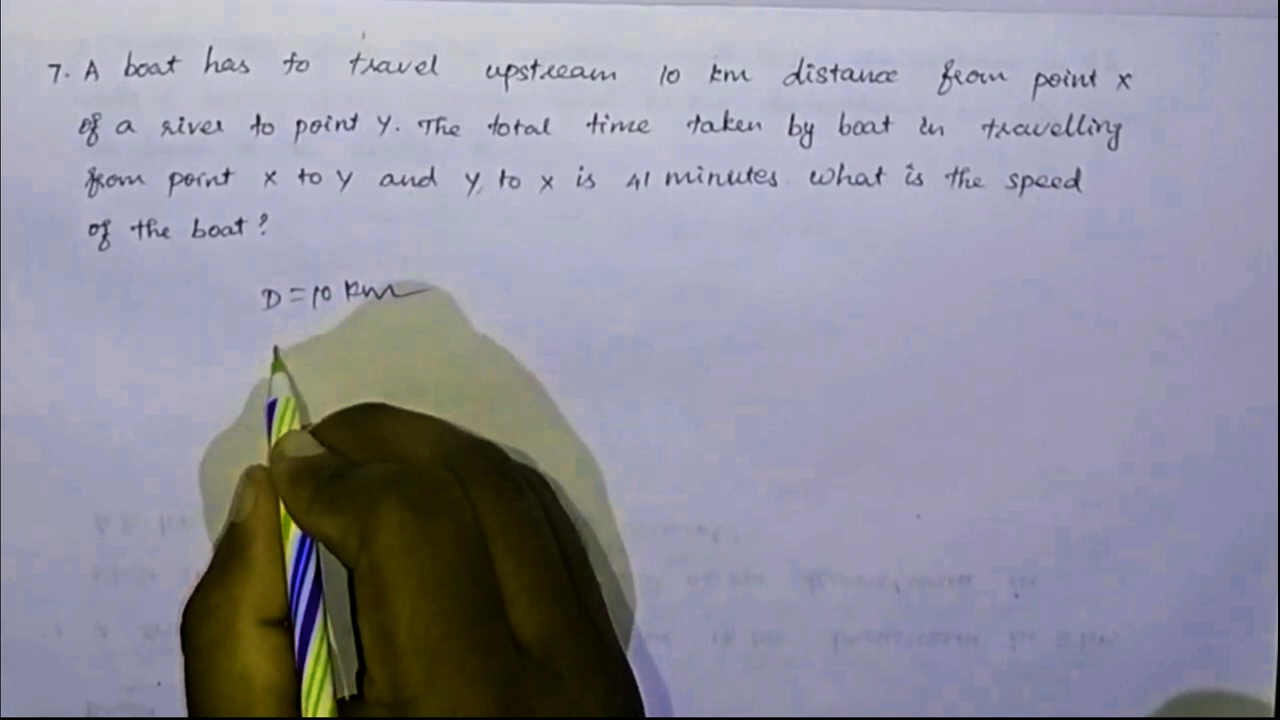 7. A boat has to travel upstream 10 km distance from point x
of a river to point y. The total time taken by boat in travelling
from point x to y and y, to x is 41 minutes. what is the speed
of the boat?
D = 10 km